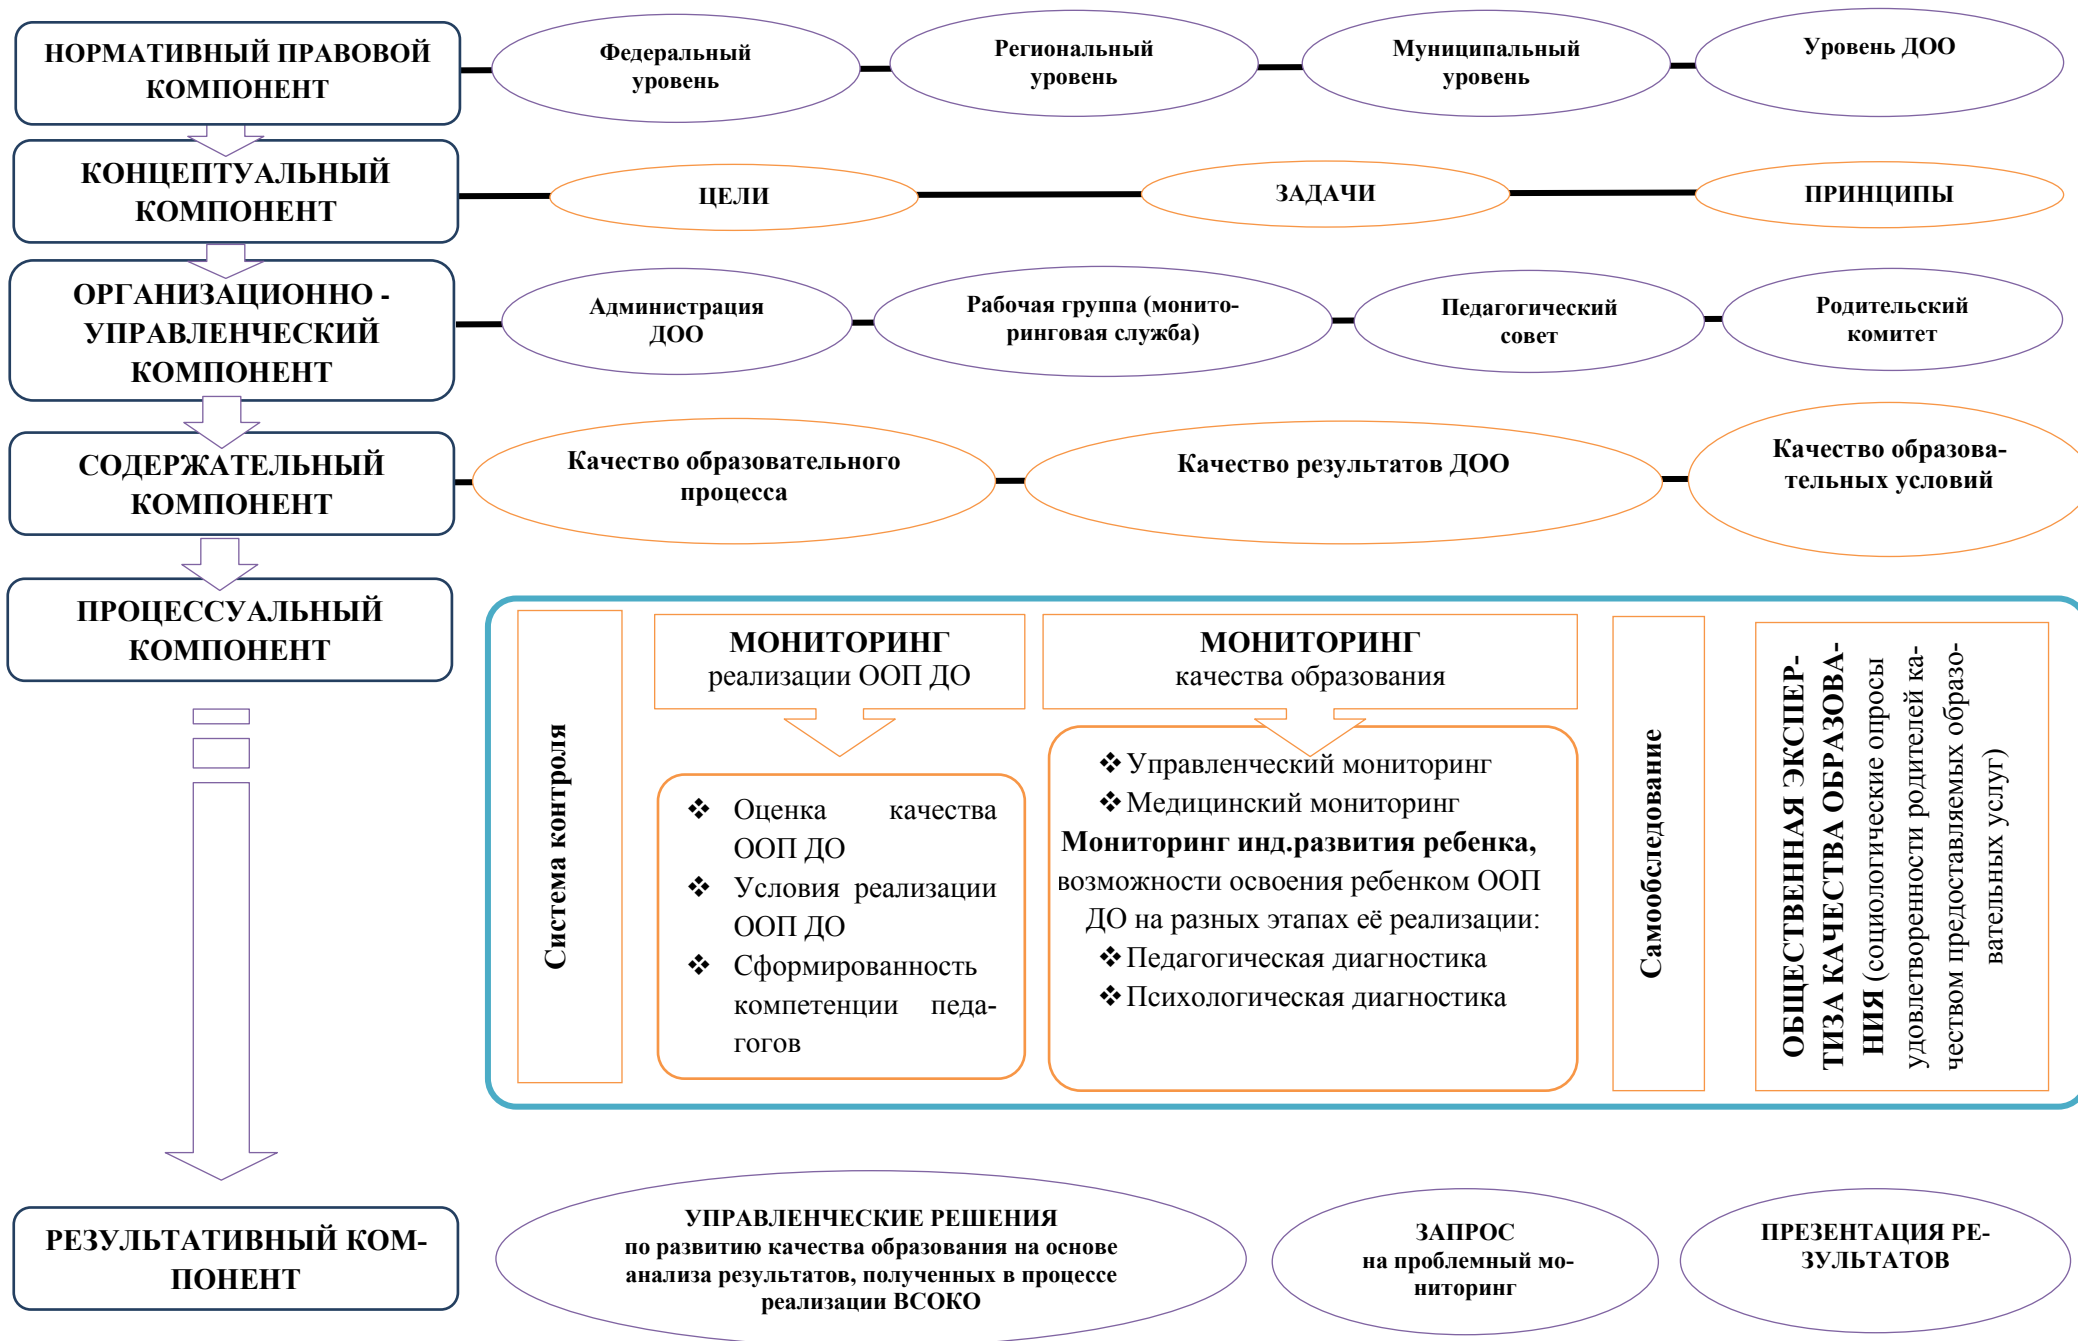 НОРМАТИВНЫЙ ПРАВОВОЙ
КОМПОНЕНТ
Федеральный
уровень
Региональный
уровень
Муниципальный
уровень
Уровень ДОО
КОНЦЕПТУАЛЬНЫЙ
КОМПОНЕНТ
ЦЕЛИ
ЗАДАЧИ
ПРИНЦИПЫ
ОРГАНИЗАЦИОННО -
УПРАВЛЕНЧЕСКИЙ
КОМПОНЕНТ
Администрация
ДОО
Рабочая группа (монито-
ринговая служба)
Педагогический
совет
Родительский
комитет
СОДЕРЖАТЕЛЬНЫЙ
КОМПОНЕНТ
Качество образовательного
процесса
Качество результатов ДОО
Качество образова-
тельных условий
ПРОЦЕССУАЛЬНЫЙ
КОМПОНЕНТ
Система контроля
МОНИТОРИНГ
реализации ООП ДО
❖ Оценка качества
ООП ДО
❖ Условия реализации
ООП ДО
❖ Сформированность
компетенции педа-
гогов
МОНИТОРИНГ
качества образования
❖Управленческий мониторинг
❖Медицинский мониторинг
Мониторинг инд.развития ребенка,
возможности освоения ребенком ООП
ДО на разных этапах её реализации:
❖Педагогическая диагностика
❖Психологическая диагностика
Самообследование
ОБЩЕСТВЕННАЯ ЭКСПЕР-
ТИЗА КАЧЕСТВА ОБРАЗОВА-
НИЯ (социологические опросы
удовлетворенности родителей ка-
чеством предоставляемых образо-
вательных услуг)
РЕЗУЛЬТАТИВНЫЙ КОМ-
ПОНЕНТ
УПРАВЛЕНЧЕСКИЕ РЕШЕНИЯ
по развитию качества образования на основе
анализа результатов, полученных в процессе
реализации ВСОКО
ЗАПРОС
на проблемный мо-
ниторинг
ПРЕЗЕНТАЦИЯ РЕ-
ЗУЛЬТАТОВ